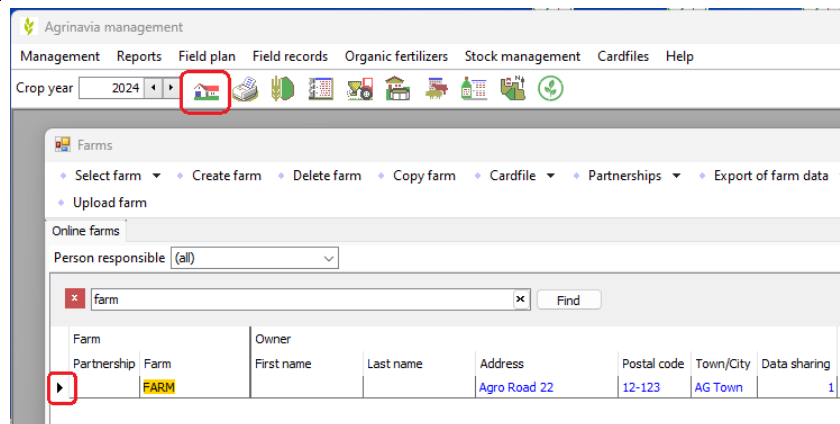 Agrinavia management
Management Reports Field plan Field records Organic fertilizers Stock management Cardfiles Help
Crop year 2024
Farms
Select farm Create farm Delete farm Copy farm Cardfile Partnerships Export of farm data
Upload farm
Online farms
Person responsible (all)
x farm × Find
Farm Owner
Partnership Farm First name Last name Address Postal code Town/City Data sharing
FARM Agro Road 22 12-123 AG Town 1